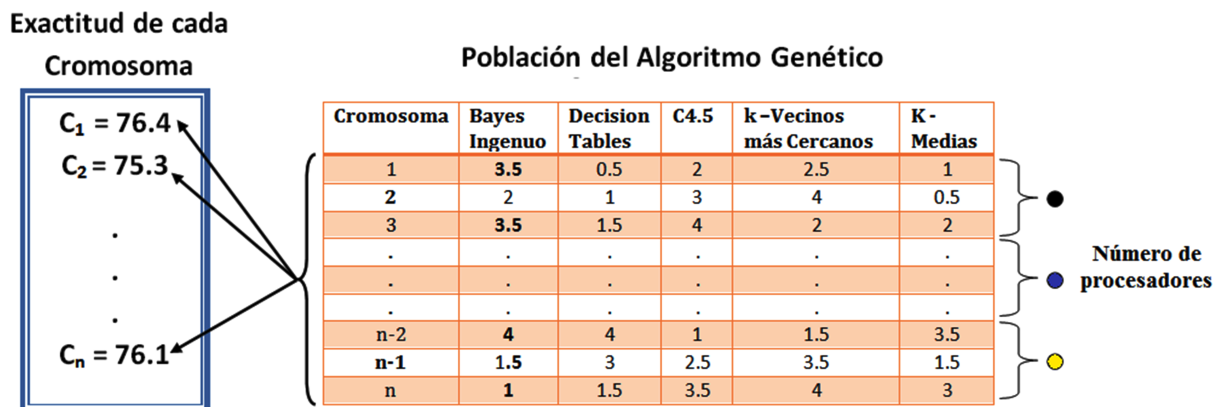 Exactitud de cada
Cromosoma
C1 = 76.4
C2 = 75.3
.
.
.
Cn = 76.1
Población del Algoritmo Genético
Cromosoma Bayes Ingenuo Decision Tables C4.5 k –Vecinos más Cercanos K - Medias
1 3.5 0.5 2 2.5 1
2 2 1 3 4 0.5
3 3.5 1.5 4 2 2
. . . . . .
. . . . . .
. . . . . .
n-2 4 4 1 1.5 3.5
n-1 1.5 3 2.5 3.5 1.5
n 1 1.5 3.5 4 3
Número de
procesadores